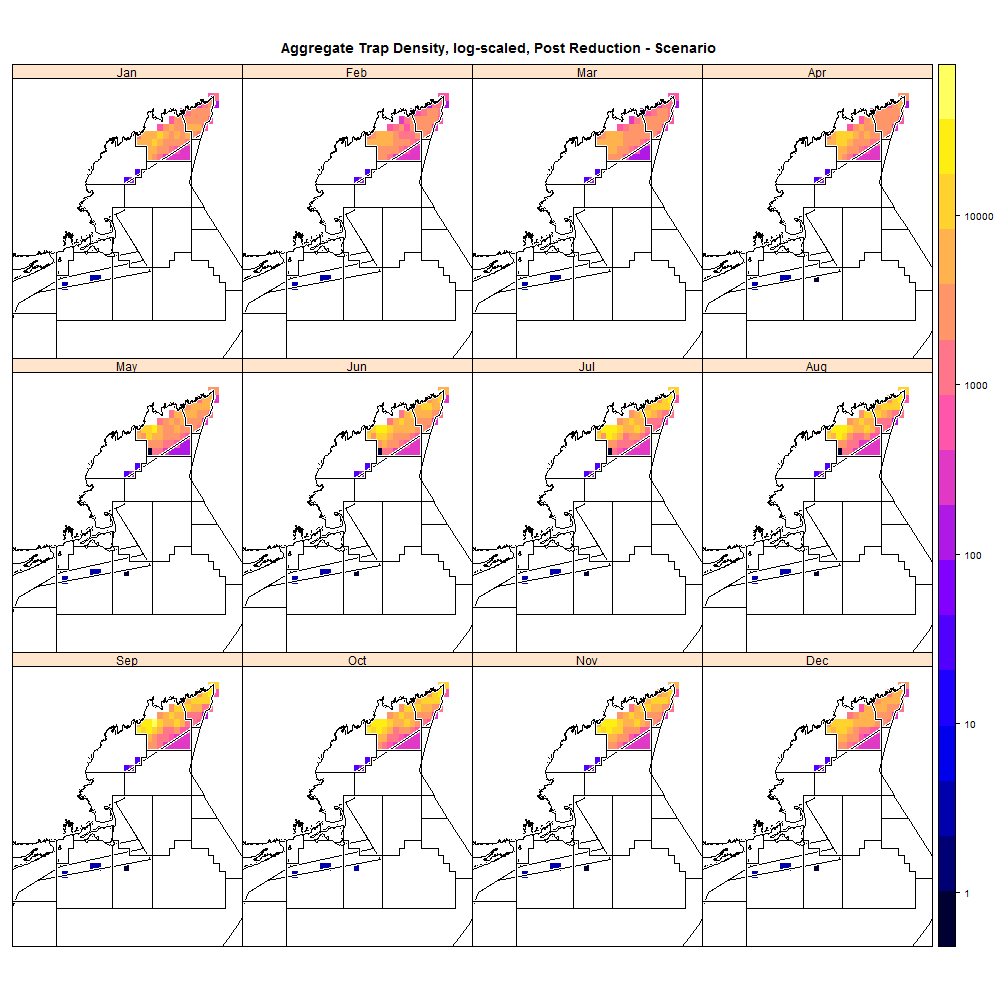 Aggregate Trap Density, log-scaled, Post Reduction - Scenario
Jan Feb Mar Apr
May Jun Jul Aug
Sep Oct Nov Dec
10000
1000
100
10
1